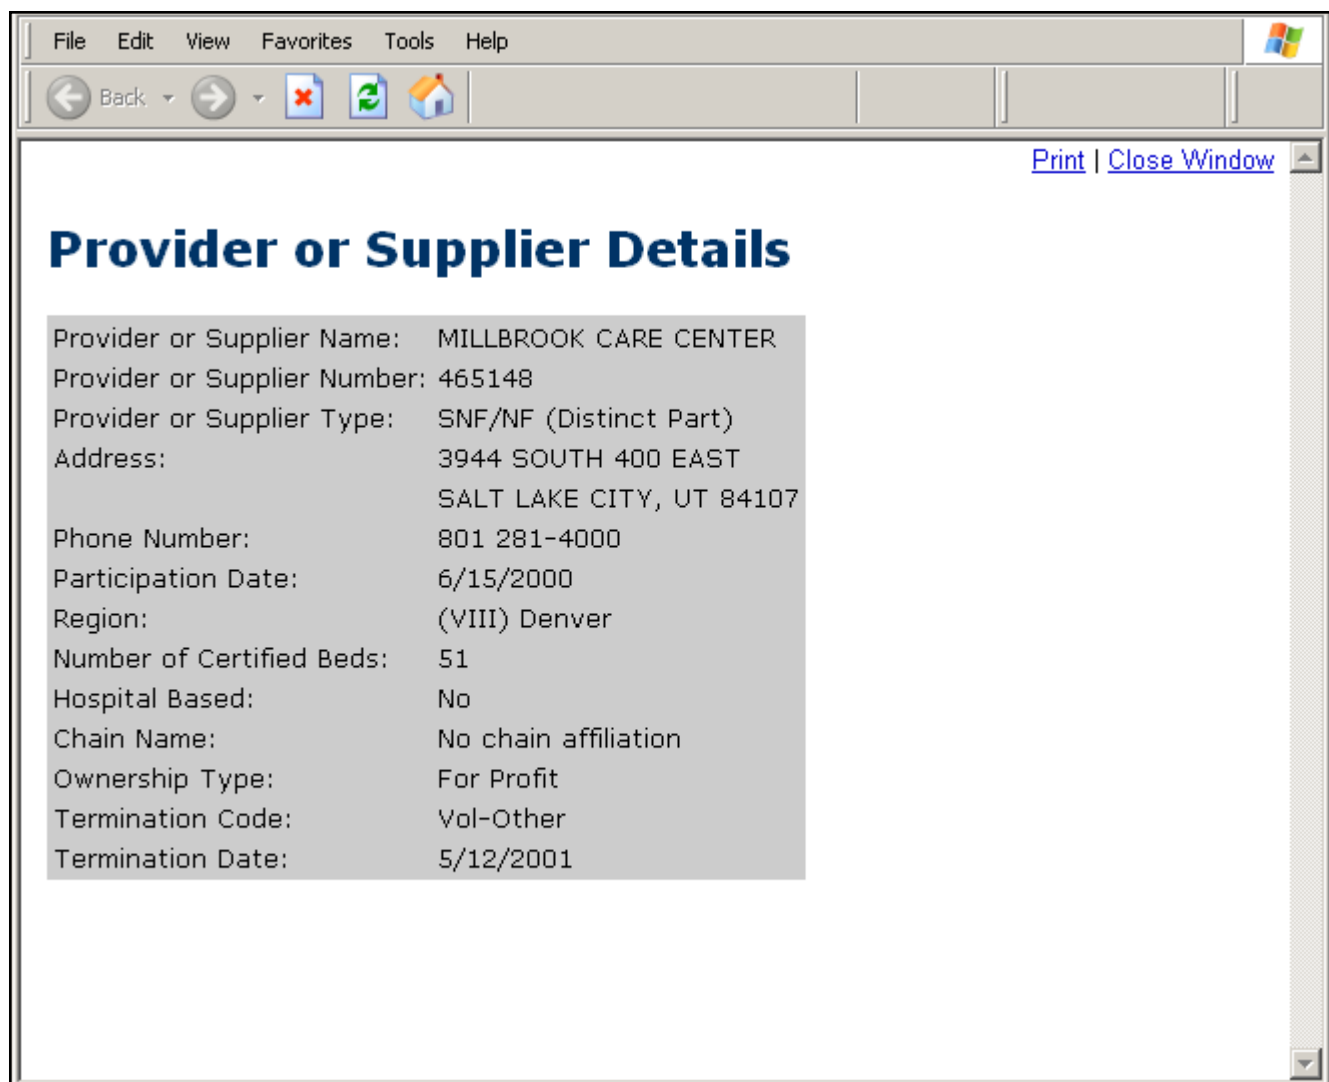 File Edit View Favorites Tools Help
Back
Print | Close Window
Provider or Supplier Details
Provider or Supplier Name: MILLBROOK CARE CENTER
Provider or Supplier Number: 465148
Provider or Supplier Type: SNF/NF (Distinct Part)
Address: 3944 SOUTH 400 EAST
SALT LAKE CITY, UT 84107
Phone Number: 801 281-4000
Participation Date: 6/15/2000
Region: (VIII) Denver
Number of Certified Beds: 51
Hospital Based: No
Chain Name: No chain affiliation
Ownership Type: For Profit
Termination Code: Vol-Other
Termination Date: 5/12/2001